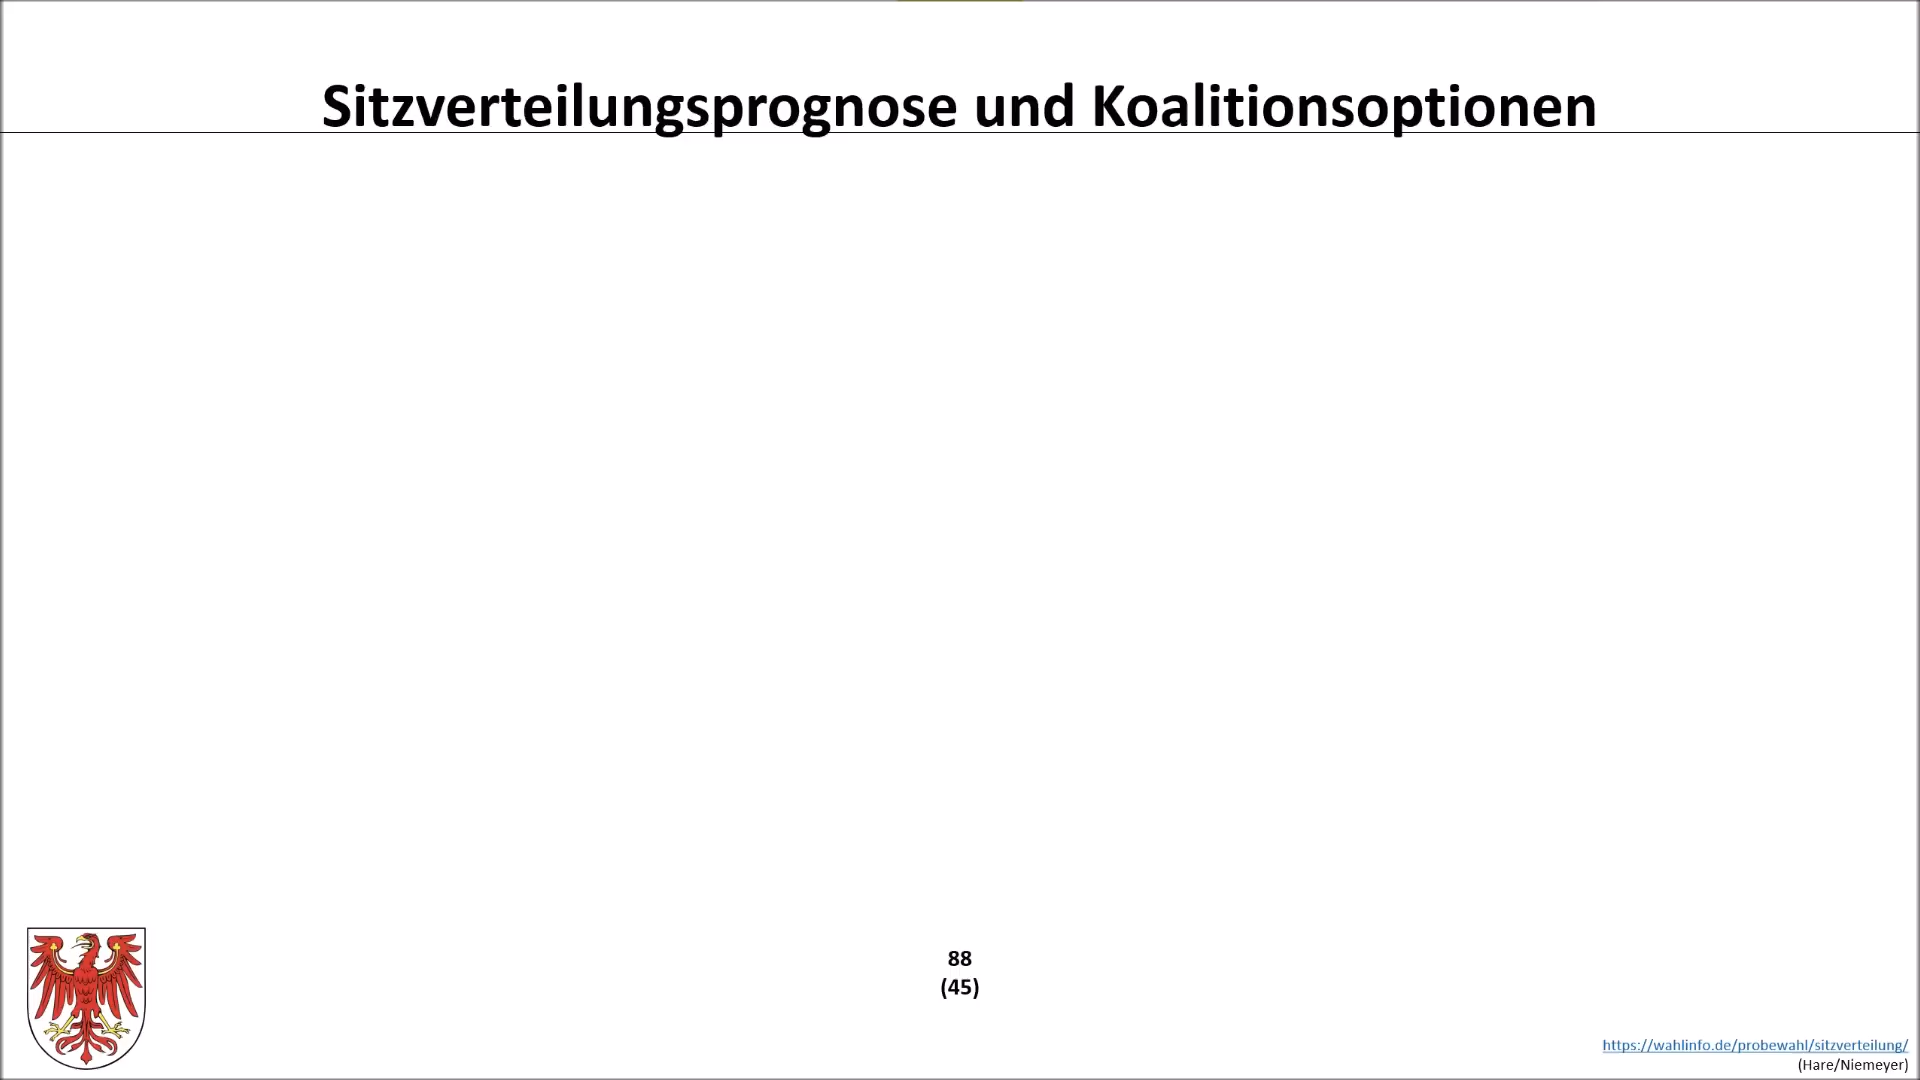 Sitzverteilungsprognose und Koalitionsoptionen
88
(45)
https://wahlinfo.de/probewahl/sitzverteilung/
(Hare/Niemeyer)